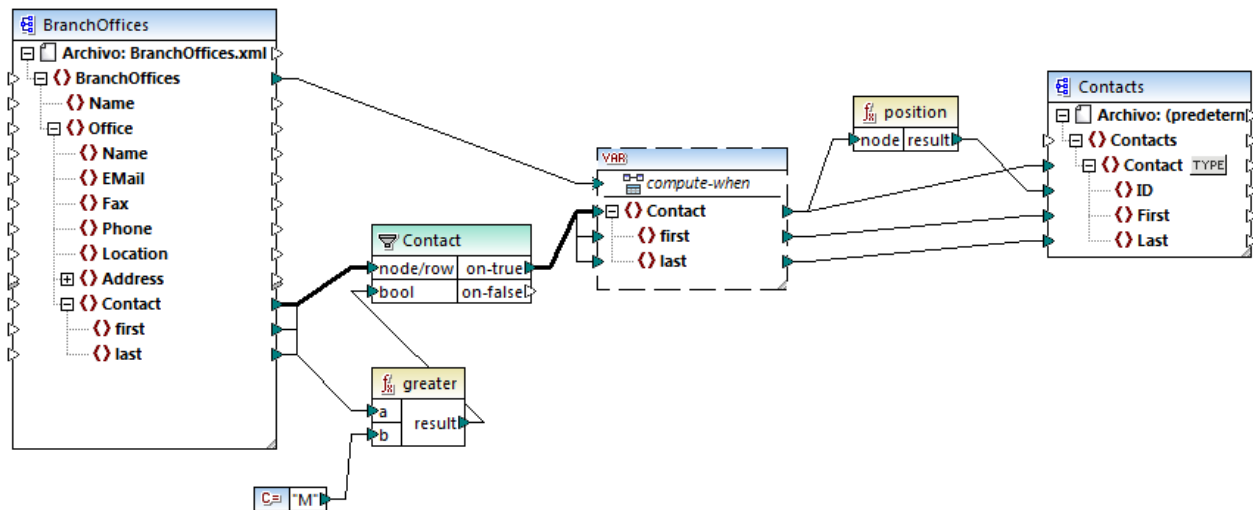 BranchOffices
Archivo: BranchOffices.xml
BranchOffices
Name
Office
Name
EMail
Fax
Phone
Location
Address
Contact
first
last
Contact
node/row on-true
bool on-false
greater
a
b
result
C= "M"
VAR
compute-when
Contact
first
last
position
node result
Contacts
Archivo: (predetern
Contacts
Contact TYPE
ID
First
Last